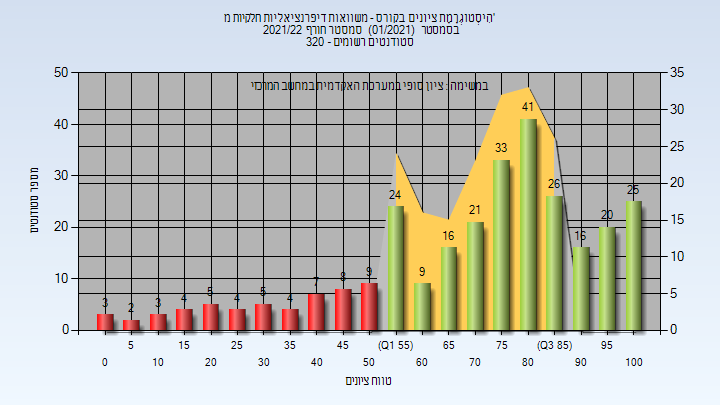 היסטוגרמת ציונים בקורס - משוואות דיפרנציאליות חלקיות מ'
בסמסטר (01/2021) סמסטר חורף 2021/22
סטודנטים רשומים - 320
במשימה : ציון סופי במערכת האקדמית במחשב המרכזי
מספר סטודנטים
50 40 30 20 10 0
35 30 25 20 15 10 5 0
3 2 3 4 5 4 5 4 7 8 9 24 9 16 21 33 41 26 16 20 25
5 15 25 35 45 (Q1 55) 65 75 (Q3 85) 95
0 10 20 30 40 50 60 70 80 90 100
טווח ציונים